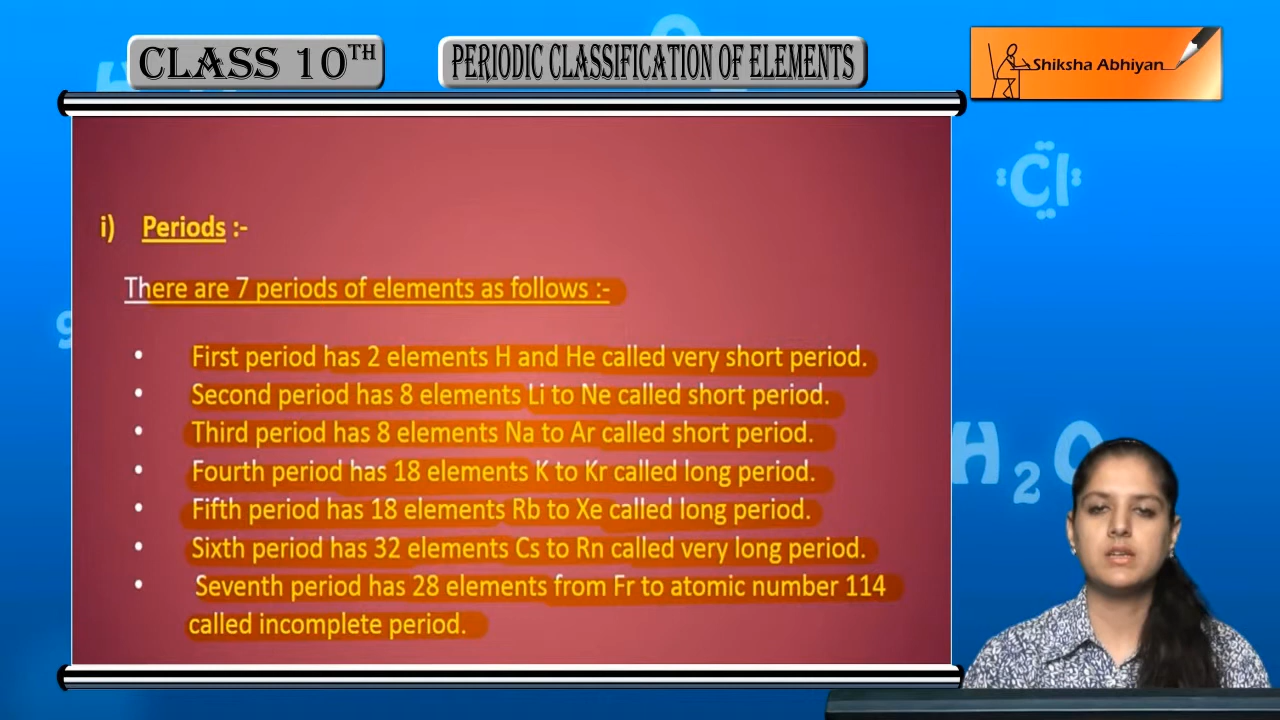 CLASS 10TH
PERIODIC CLASSIFICATION OF ELEMENTS
Shiksha Abhiyan
i) Periods :-
There are 7 periods of elements as follows :-
• First period has 2 elements H and He called very short period.
• Second period has 8 elements Li to Ne called short period.
• Third period has 8 elements Na to Ar called short period.
• Fourth period has 18 elements K to Kr called long period.
• Fifth period has 18 elements Rb to Xe called long period.
• Sixth period has 32 elements Cs to Rn called very long period.
• Seventh period has 28 elements from Fr to atomic number 114
called incomplete period.
Cl
H2O